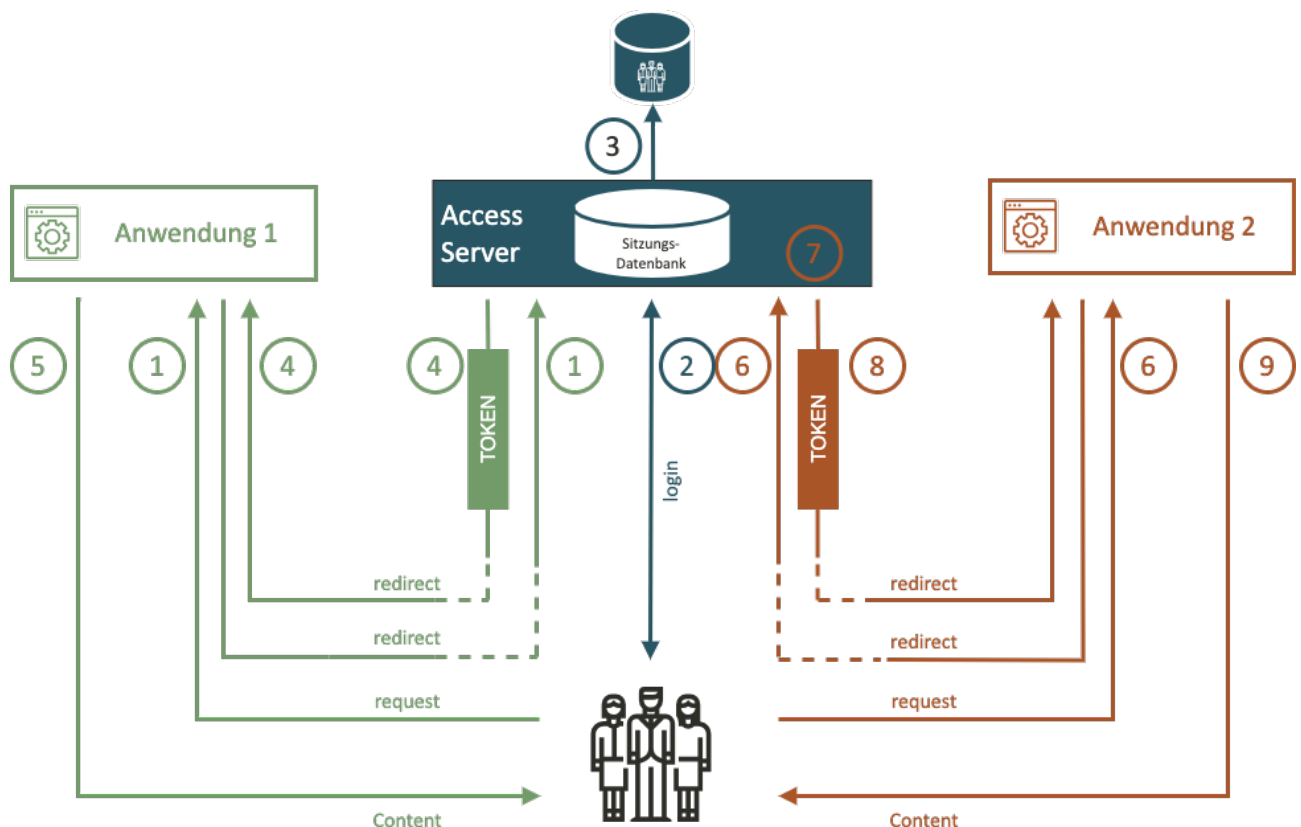 3
Anwendung 1
Access
Server
Sitzungs-
Datenbank
7
Anwendung 2
5
1
4
4
1
2
6
8
6
9
TOKEN
TOKEN
login
redirect
redirect
redirect
redirect
request
request
Content
Content